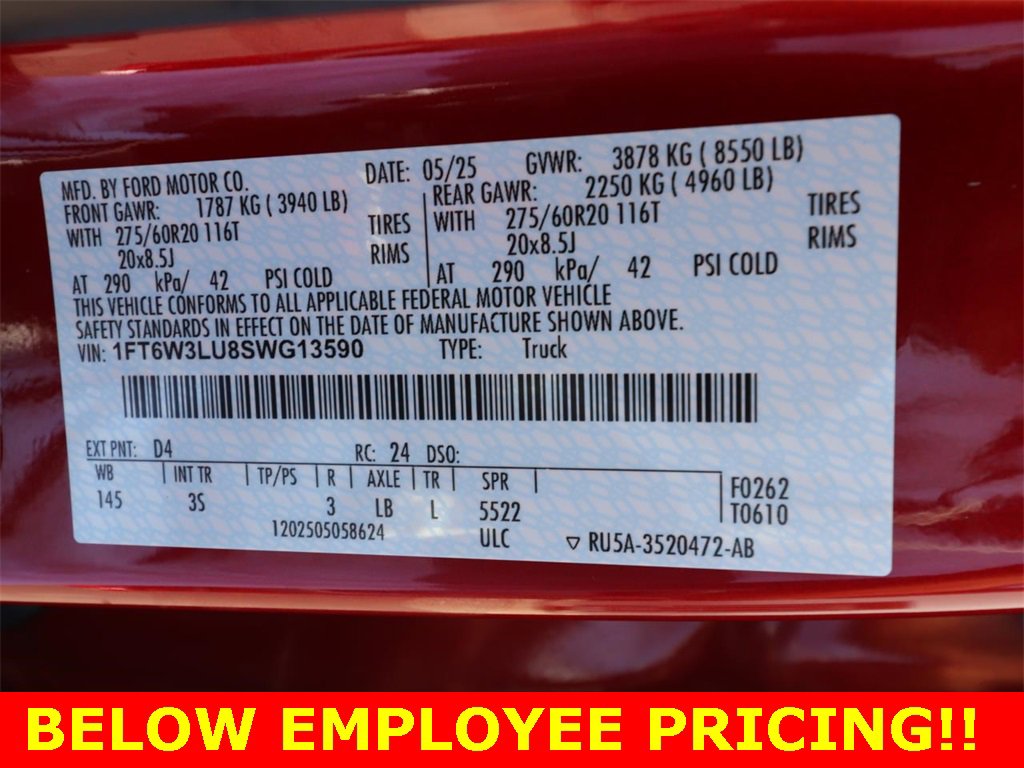 MFD. BY FORD MOTOR CO. DATE: 05/25 GVWR: 3878 KG ( 8550 LB)
FRONT GAWR: 1787 KG ( 3940 LB) REAR GAWR: 2250 KG ( 4960 LB)
WITH 275/60R20 116T TIRES WITH 275/60R20 116T TIRES
20x8.5J RIMS 20x8.5J RIMS
AT 290 kPa/ 42 PSI COLD AT 290 kPa/ 42 PSI COLD
THIS VEHICLE CONFORMS TO ALL APPLICABLE FEDERAL MOTOR VEHICLE
SAFETY STANDARDS IN EFFECT ON THE DATE OF MANUFACTURE SHOWN ABOVE.
VIN: 1FT6W3LU8SWG13590 TYPE: Truck
EXT PNT: D4 RC: 24 DSO:
WB INT TR TP/PS R AXLE TR SPR F0262
145 3S 3 LB L 5522 T0610
1202505058624 ULC ▽ RU5A-3520472-AB
BELOW EMPLOYEE PRICING!!